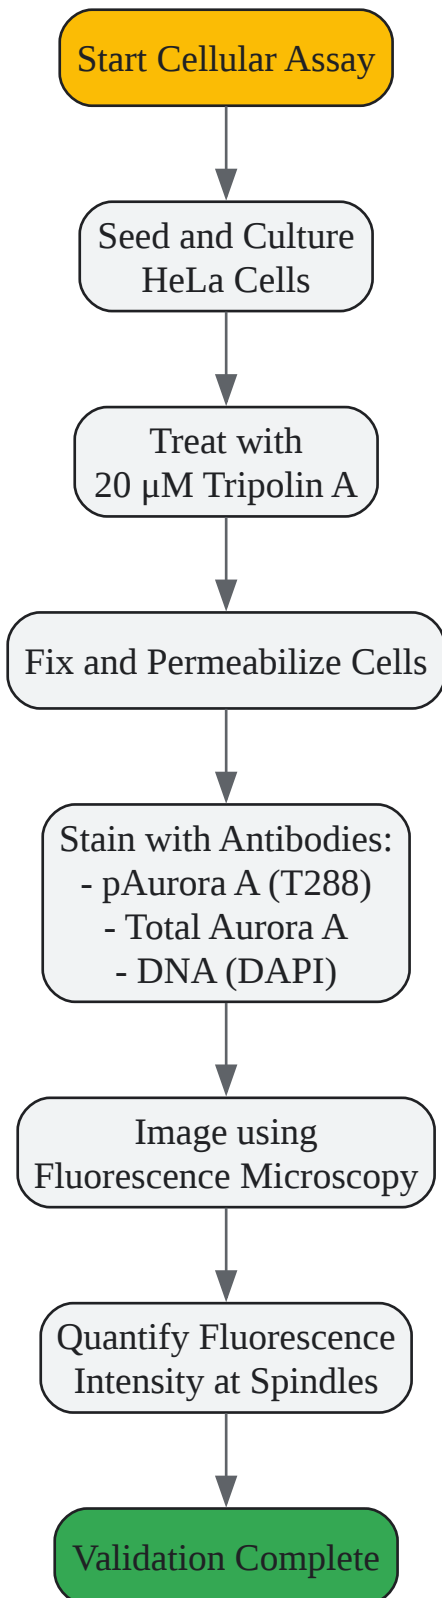 Start Cellular Assay
Seed and Culture
HeLa Cells
Treat with
20 μM Tripolin A
Fix and Permeabilize Cells
Stain with Antibodies:
- pAurora A (T288)
- Total Aurora A
- DNA (DAPI)
Image using
Fluorescence Microscopy
Quantify Fluorescence
Intensity at Spindles
Validation Complete